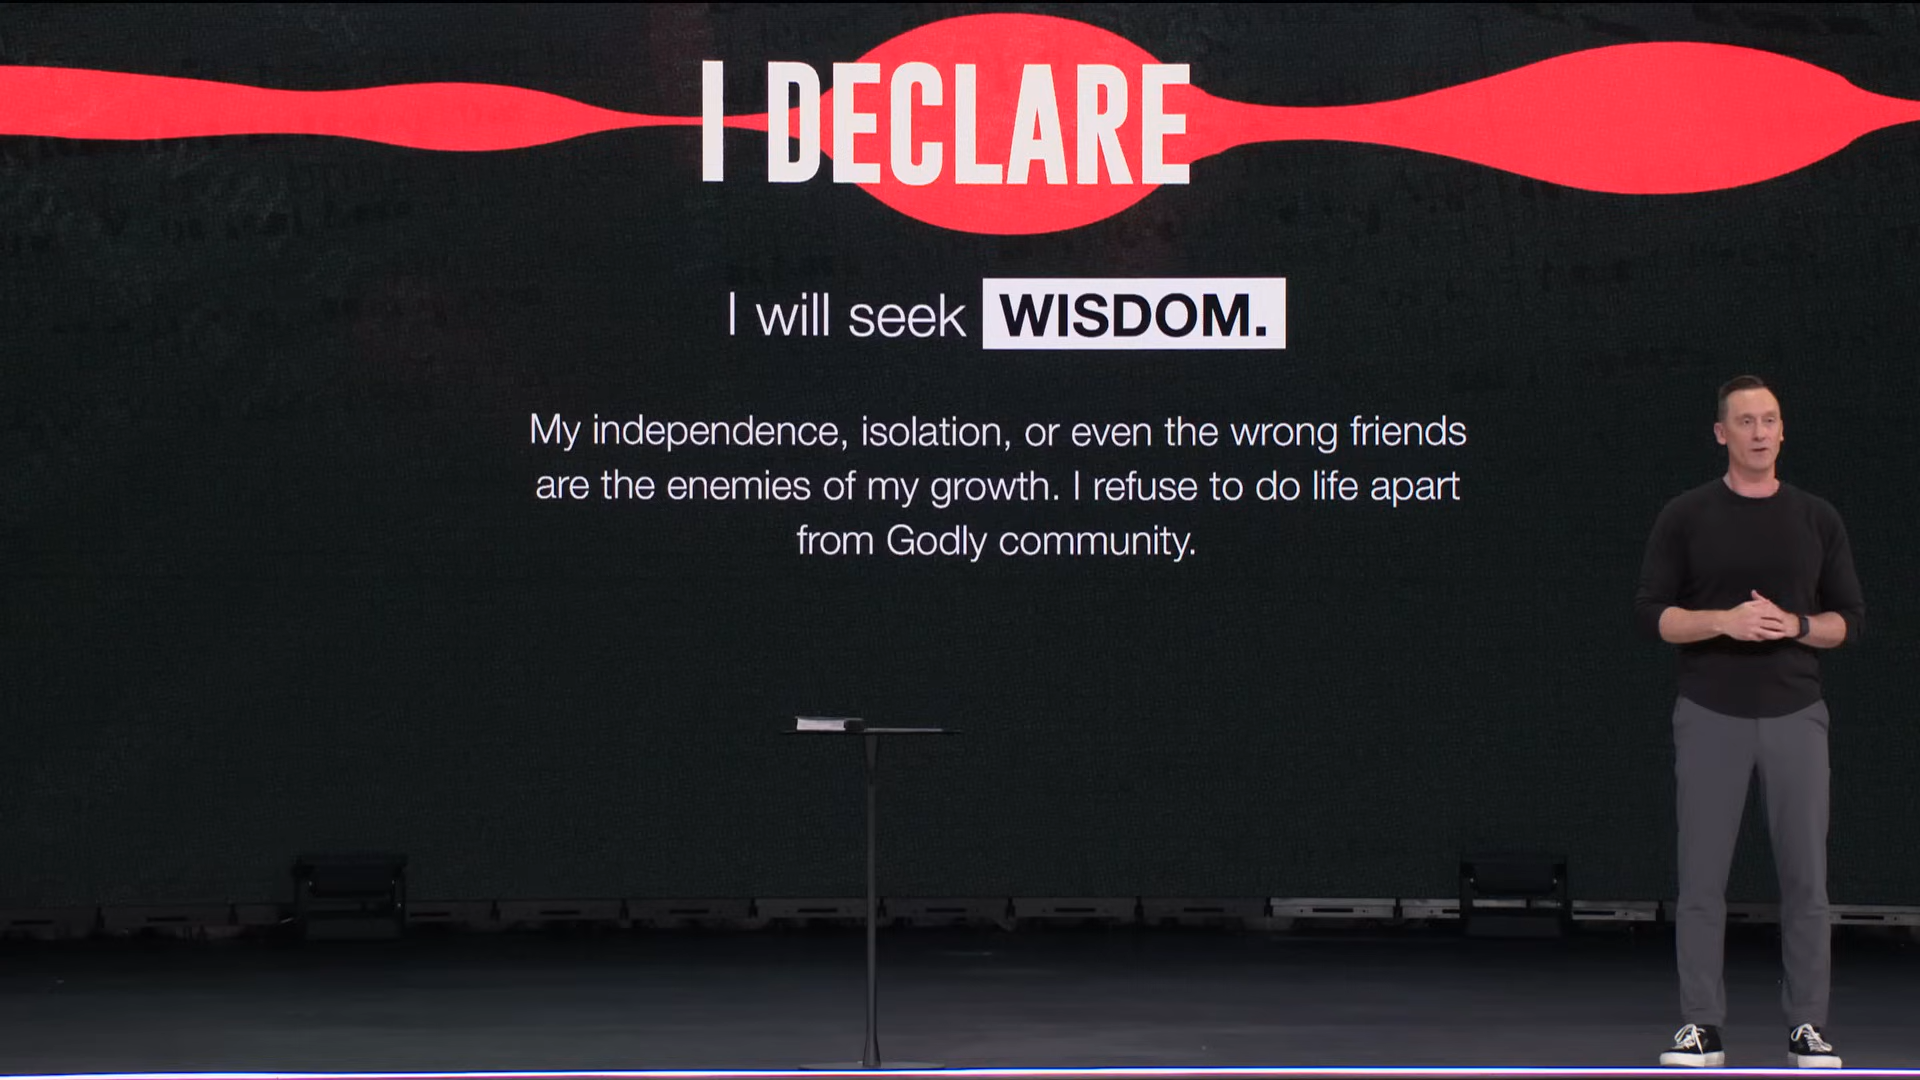 I DECLARE
I will seek WISDOM.
My independence, isolation, or even the wrong friends
are the enemies of my growth. I refuse to do life apart
from Godly community.